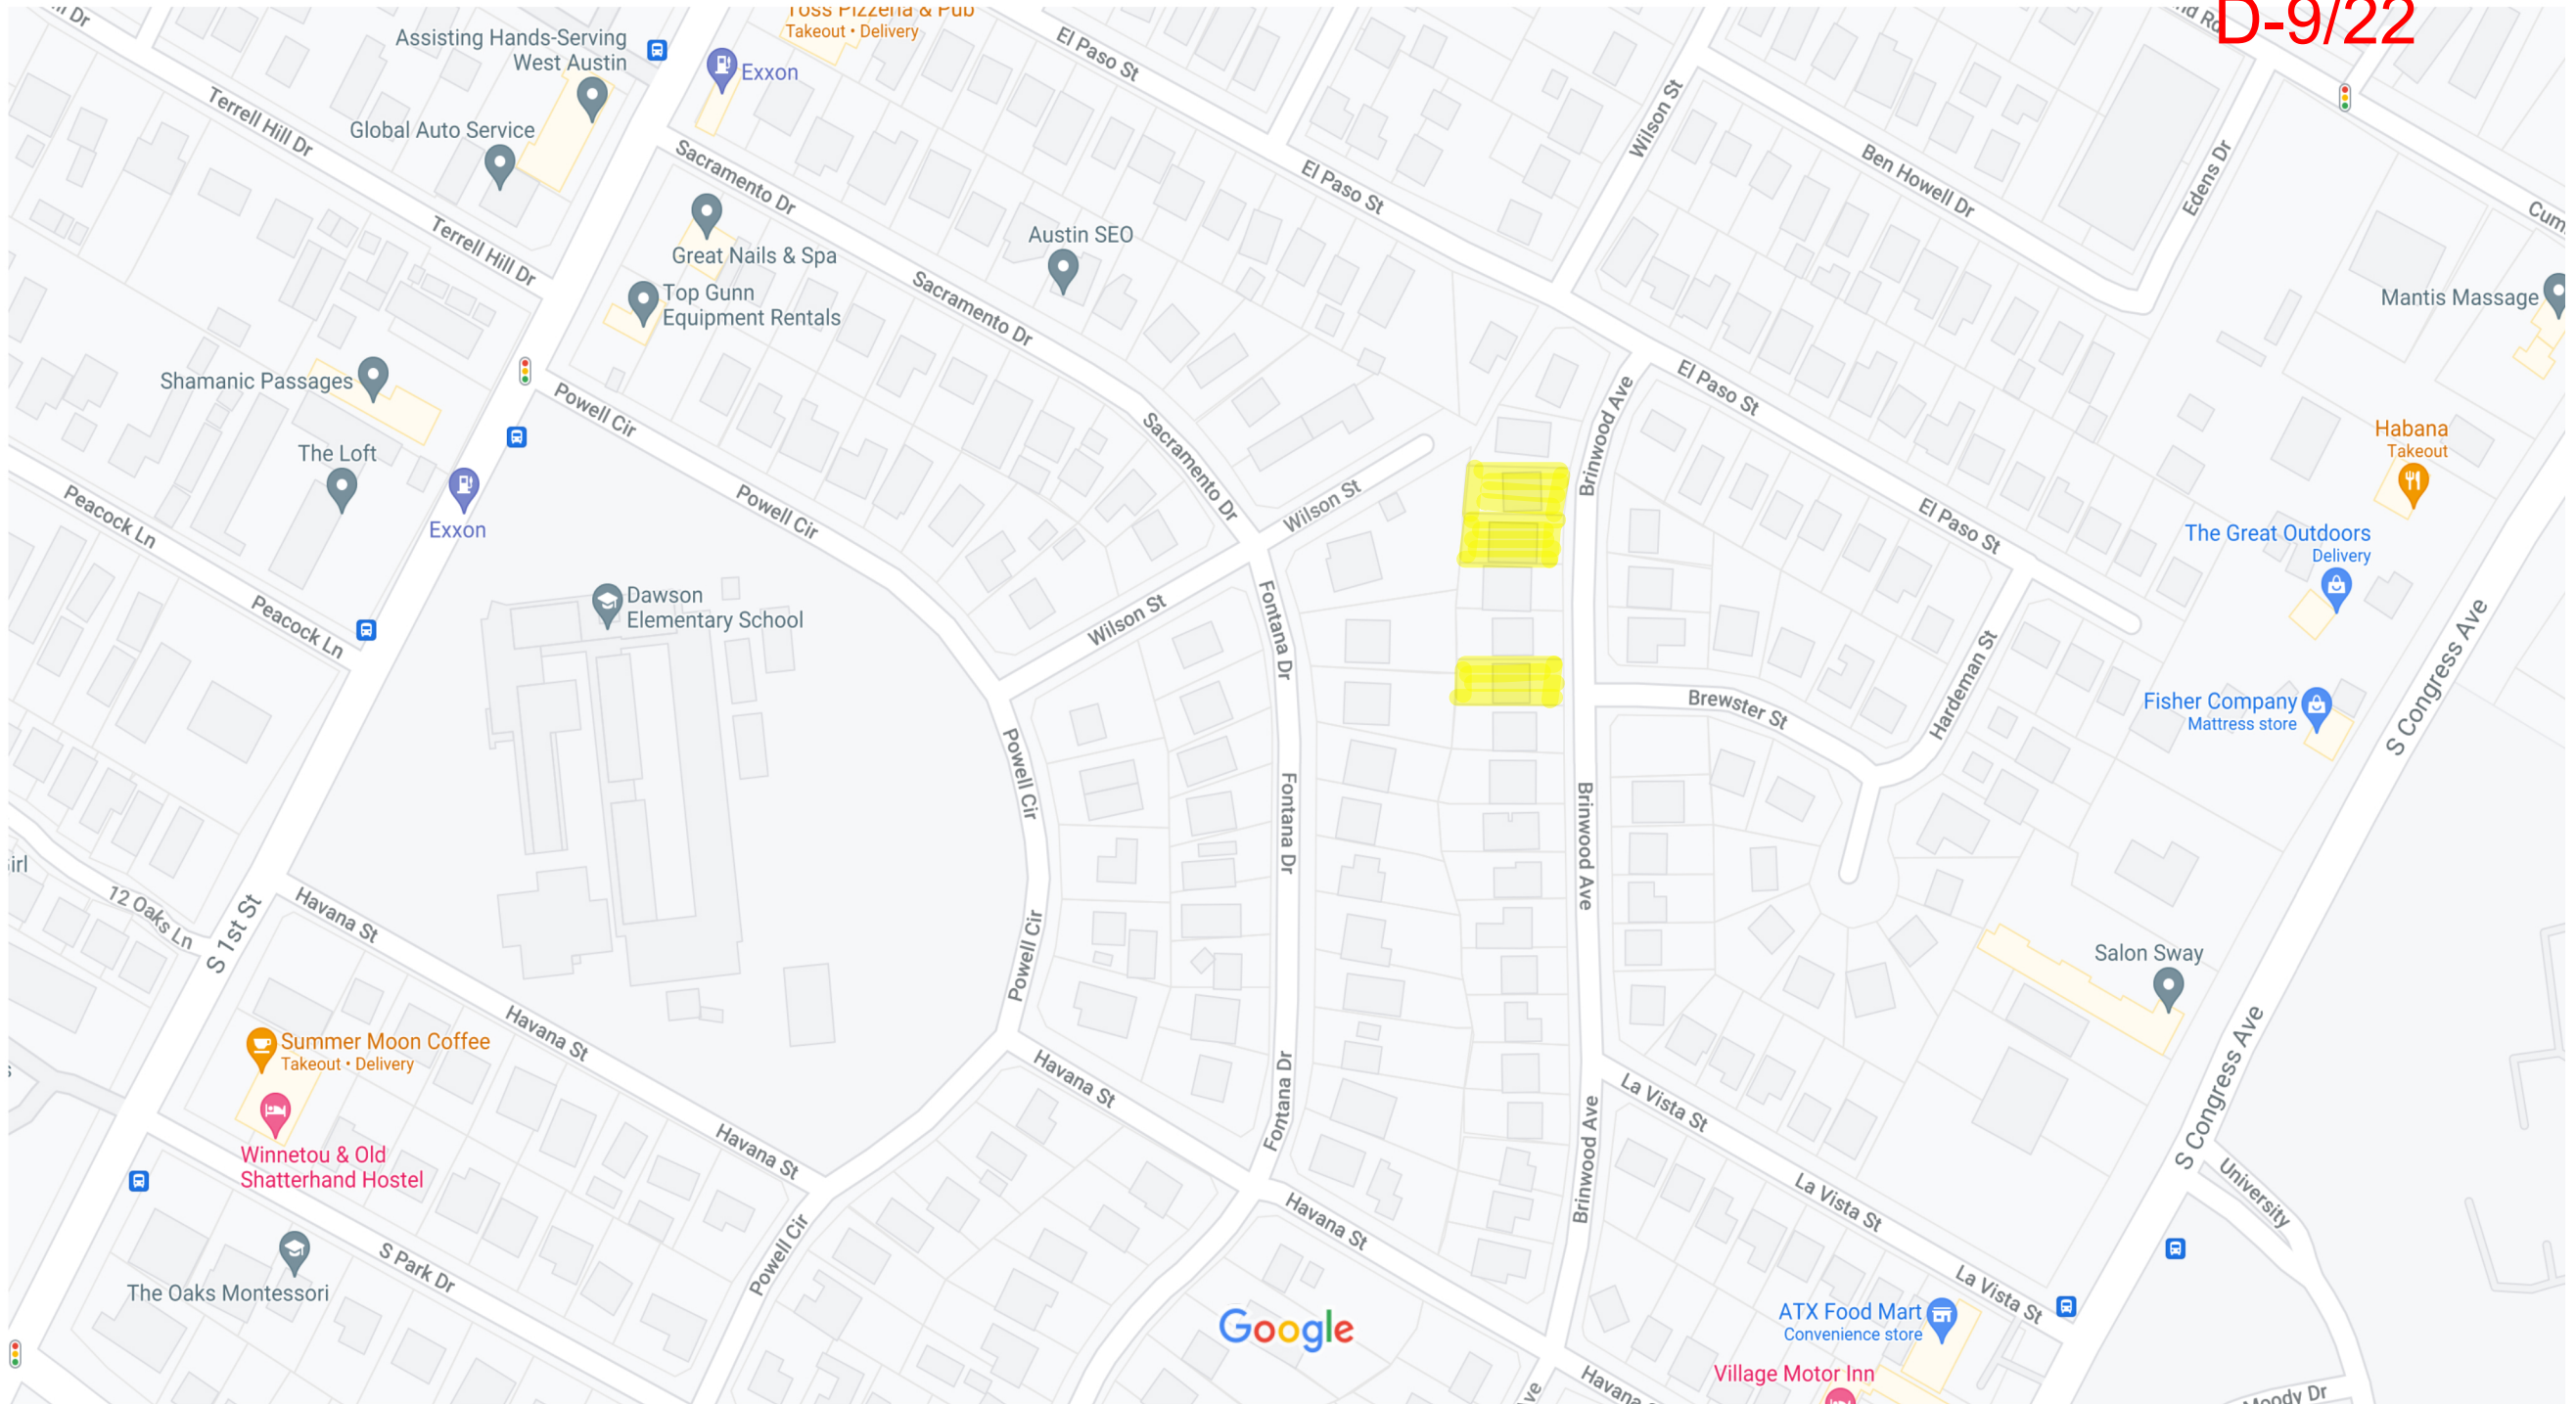 D-9/22
Toss Pizzeria & Pub
Takeout • Delivery
Assisting Hands-Serving
West Austin
Exxon
El Paso St
Terrell Hill Dr
Global Auto Service
Wilson St
Ben Howell Dr
Edens Dr
Sacramento Dr
El Paso St
Great Nails & Spa
Austin SEO
Terrell Hill Dr
Top Gunn
Equipment Rentals
Sacramento Dr
Mantis Massage
Shamanic Passages
Powell Cir
El Paso St
Brinwood Ave
Sacramento Dr
Habana
Takeout
The Loft
Peacock Ln
Exxon
Powell Cir
Wilson St
El Paso St
The Great Outdoors
Delivery
Dawson
Elementary School
Peacock Ln
Wilson St
Fontana Dr
Hardeman St
S Congress Ave
Brewster St
Fisher Company
Mattress store
Powell Cir
Fontana Dr
Brinwood Ave
12 Oaks Ln
S 1st St
Havana St
Powell Cir
Salon Sway
Havana St
Summer Moon Coffee
Takeout • Delivery
Havana St
Fontana Dr
La Vista St
S Congress Ave
Winnetou & Old
Shatterhand Hostel
Havana St
Brinwood Ave
La Vista St
University
Havana St
Powell Cir
S Park Dr
The Oaks Montessori
La Vista St
Google
ATX Food Mart
Convenience store
Village Motor Inn